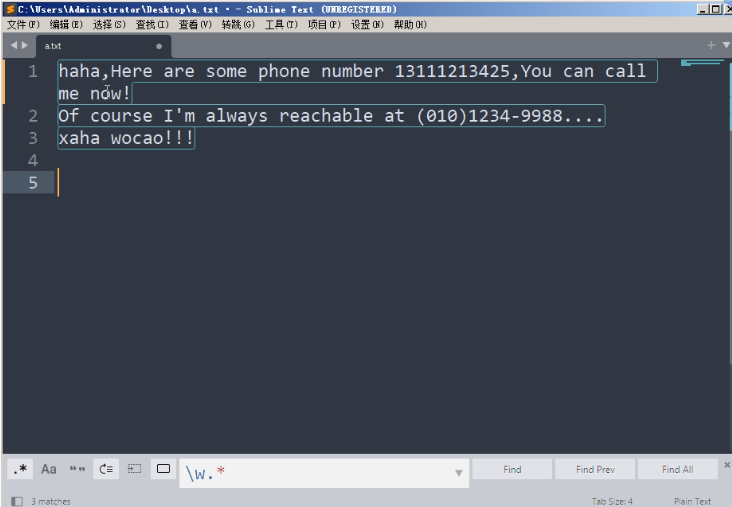 C:\Users\Administrator\Desktop\a.txt • - Sublime Text (UNREGISTERED)
文件(F) 编辑(E) 选择(S) 查找(I) 查看(V) 转跳(G) 工具(T) 项目(P) 设置(N) 帮助(H)
a.txt
1 haha,Here are some phone number 13111213425,You can call
me now!
2 Of course I'm always reachable at (010)1234-9988....
3 xaha wocao!!!
4
5
.* Aa “” \w.* Find Find Prev Find All
3 matches Tab Size: 4 Plain Text